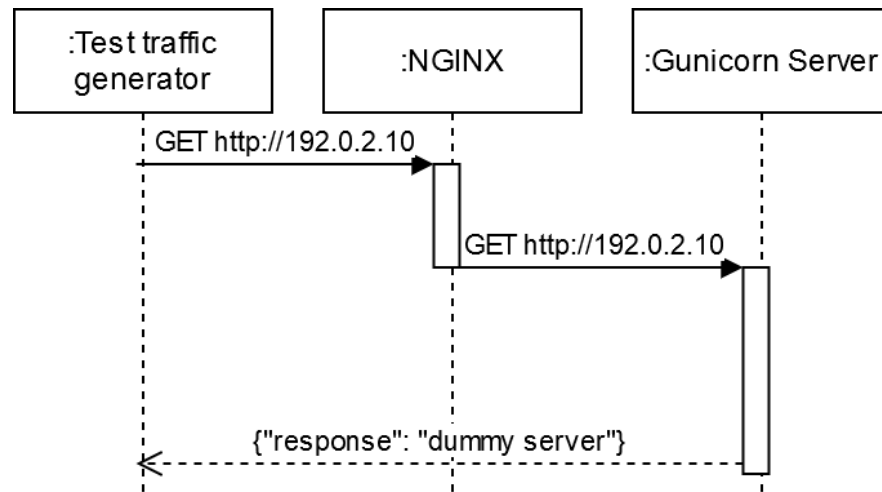 :Test traffic
generator
:NGINX
:Gunicorn Server
GET http://192.0.2.10
GET http://192.0.2.10
{"response": "dummy server"}